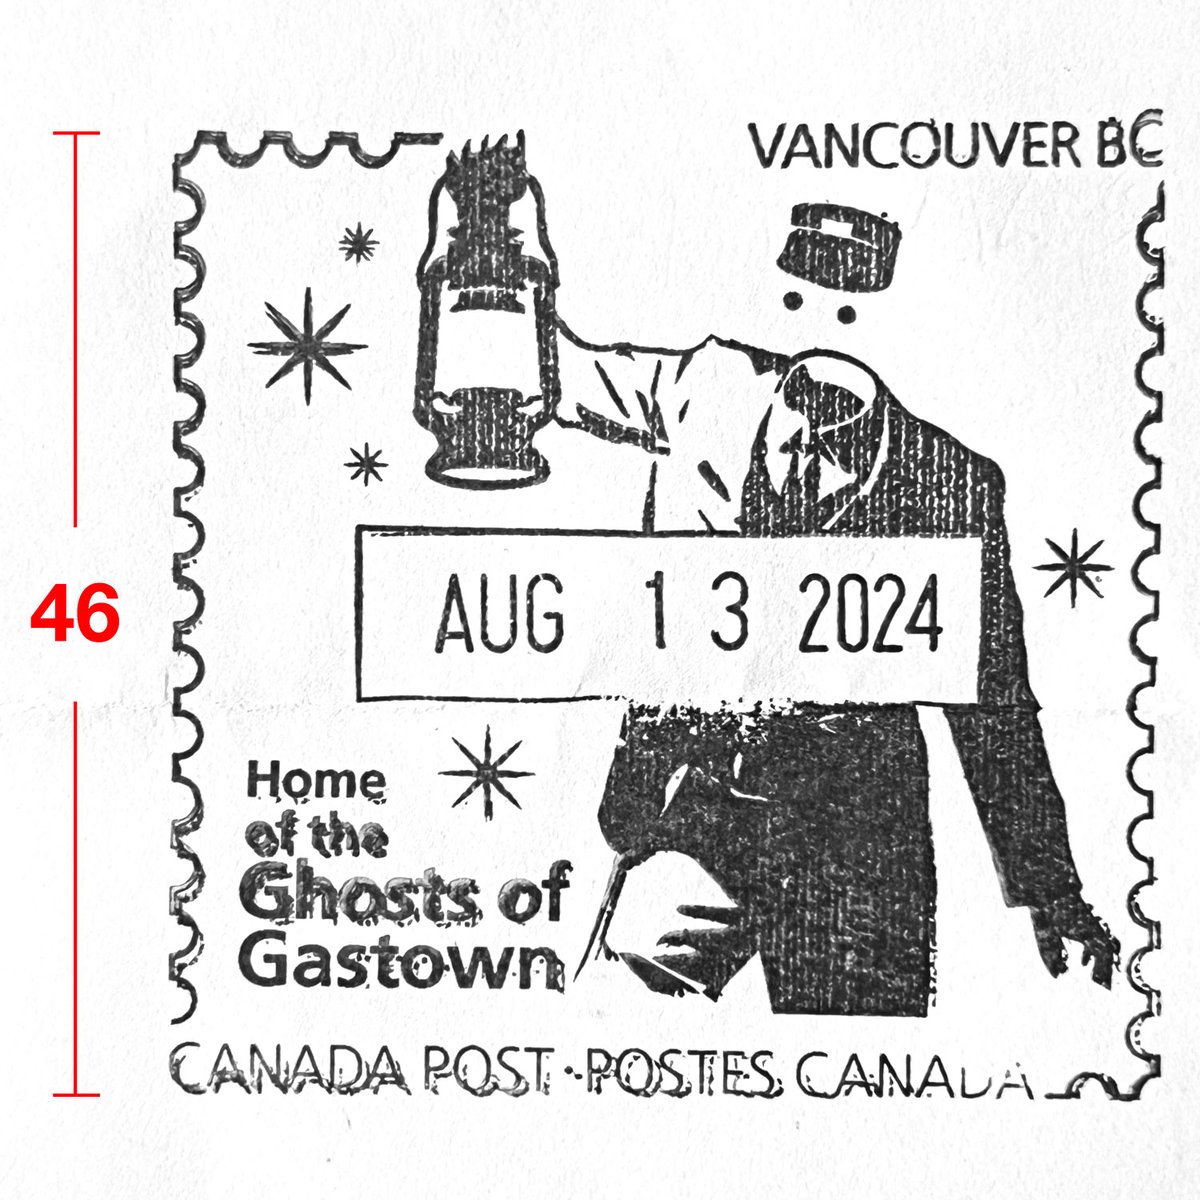 VANCOUVER BC
46
AUG 13 2024
Home
of the
Ghosts of
Gastown
CANADA POST · POSTES CANADA